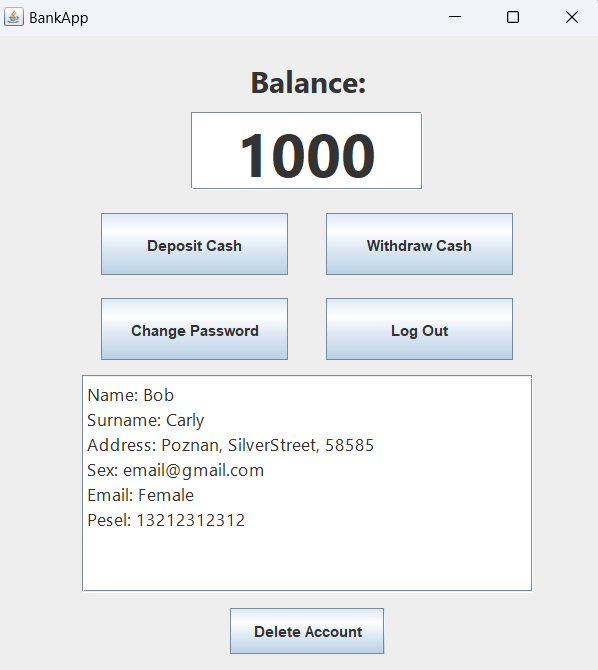 BankApp
Balance:
1000
Deposit Cash
Withdraw Cash
Change Password
Log Out
Name: Bob
Surname: Carly
Address: Poznan, SilverStreet, 58585
Sex: email@gmail.com
Email: Female
Pesel: 13212312312
Delete Account